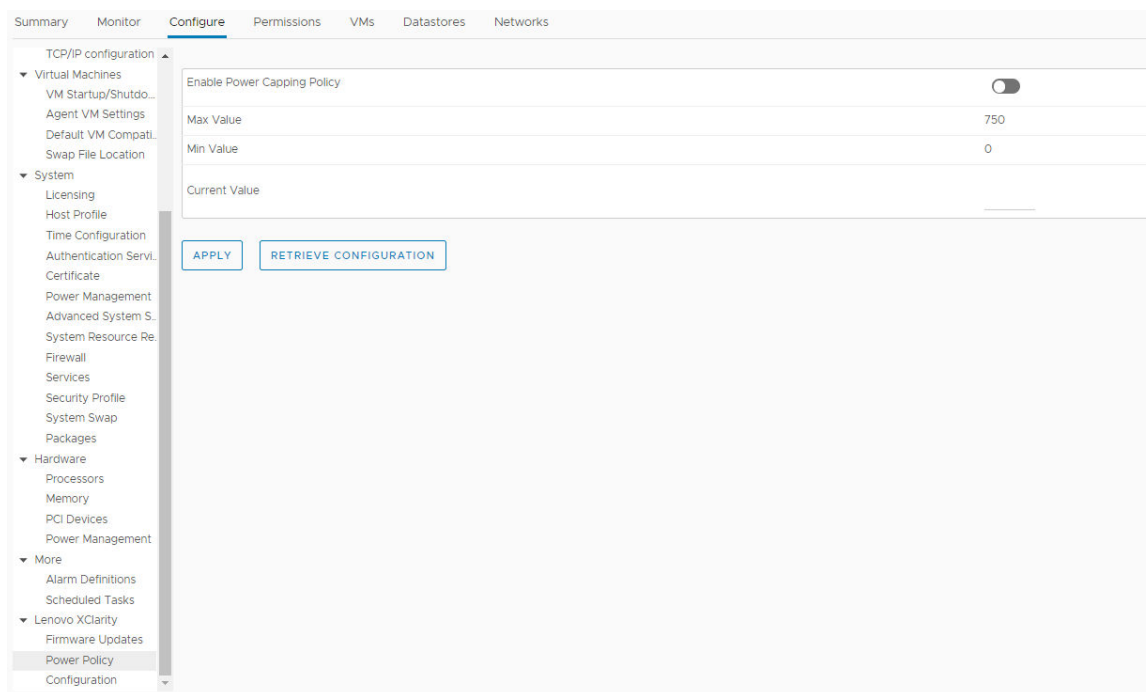 Summary Monitor Configure Permissions VMs Datastores Networks
TCP/IP configuration
Virtual Machines
VM Startup/Shutdo...
Agent VM Settings
Default VM Compati..
Swap File Location
System
Licensing
Host Profile
Time Configuration
Authentication Servi..
Certificate
Power Management
Advanced System S..
System Resource Re.
Firewall
Services
Security Profile
System Swap
Packages
Hardware
Processors
Memory
PCI Devices
Power Management
More
Alarm Definitions
Scheduled Tasks
Lenovo XClarity
Firmware Updates
Power Policy
Configuration
Enable Power Capping Policy
Max Value 750
Min Value 0
Current Value
APPLY RETRIEVE CONFIGURATION